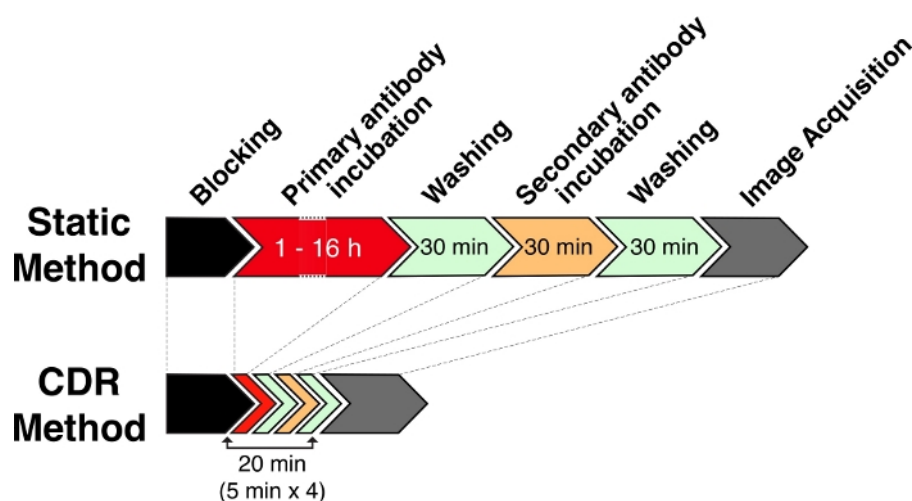 Blocking
Primary antibody
incubation
Washing
Secondary antibody
incubation
Washing
Image Acquisition
Static
Method
1 - 16 h
30 min
30 min
30 min
CDR
Method
20 min
(5 min x 4)